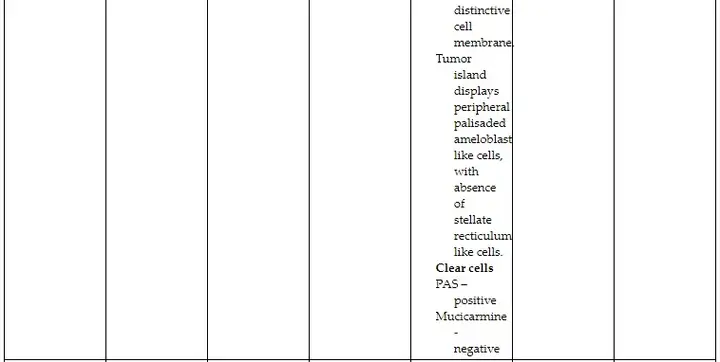 distinctive
cell
membrane.
Tumor
island
displays
peripheral
palisaded
ameloblast
like cells,
with
absence
of
stellate
recticulum
like cells.
Clear cells
PAS –
positive
Mucicarmine
-
negative